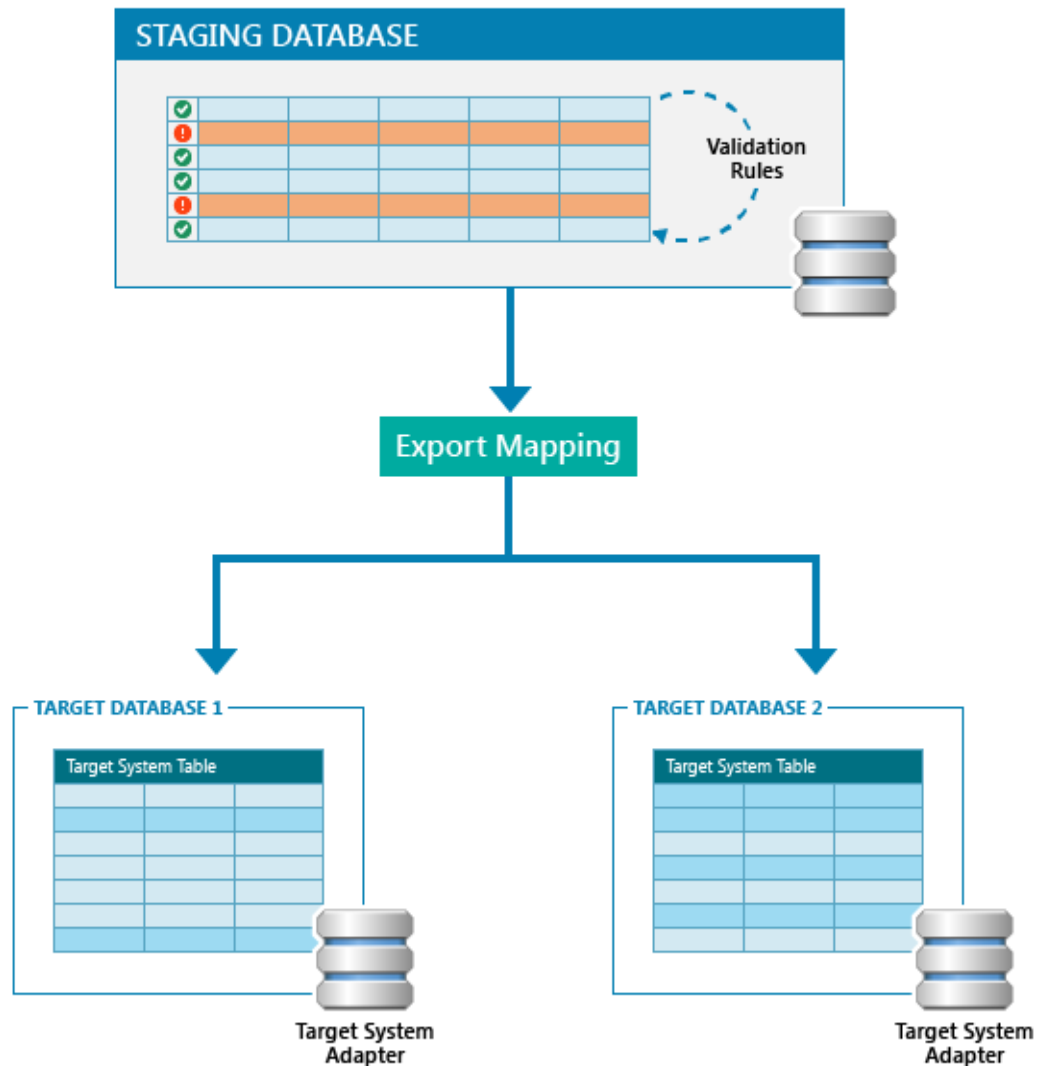 STAGING DATABASE
Validation
Rules
Export Mapping
TARGET DATABASE 1
Target System Table
Target System
Adapter
TARGET DATABASE 2
Target System Table
Target System
Adapter